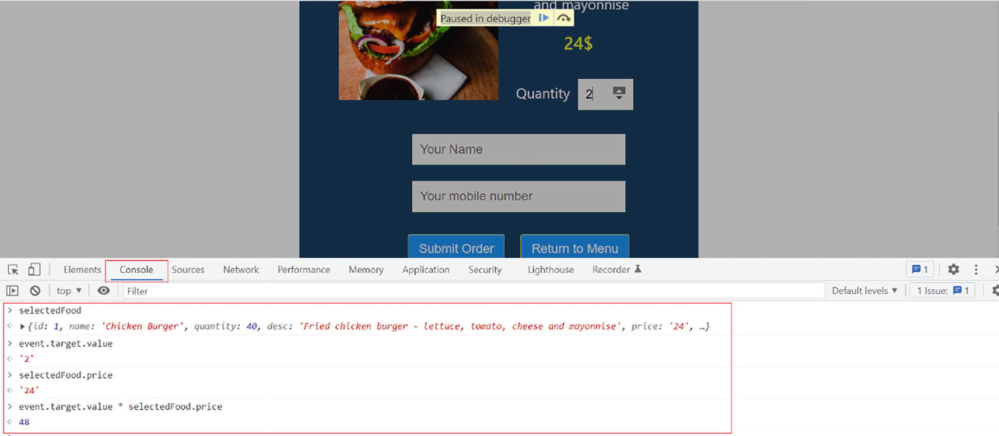 and mayonnise
Paused in debugger
24$
Quantity 2
Your Name
Your mobile number
Submit Order Return to Menu
Elements Console Sources Network Performance Memory Application Security Lighthouse Recorder 1
top Filter Default levels 1 Issue: 1
> selectedFood
{id: 1, name: 'Chicken Burger', quantity: 40, desc: 'Fried chicken burger - lettuce, tomato, cheese and mayonnise', price: '24', …}
> event.target.value
'2'
> selectedFood.price
'24'
> event.target.value * selectedFood.price
48